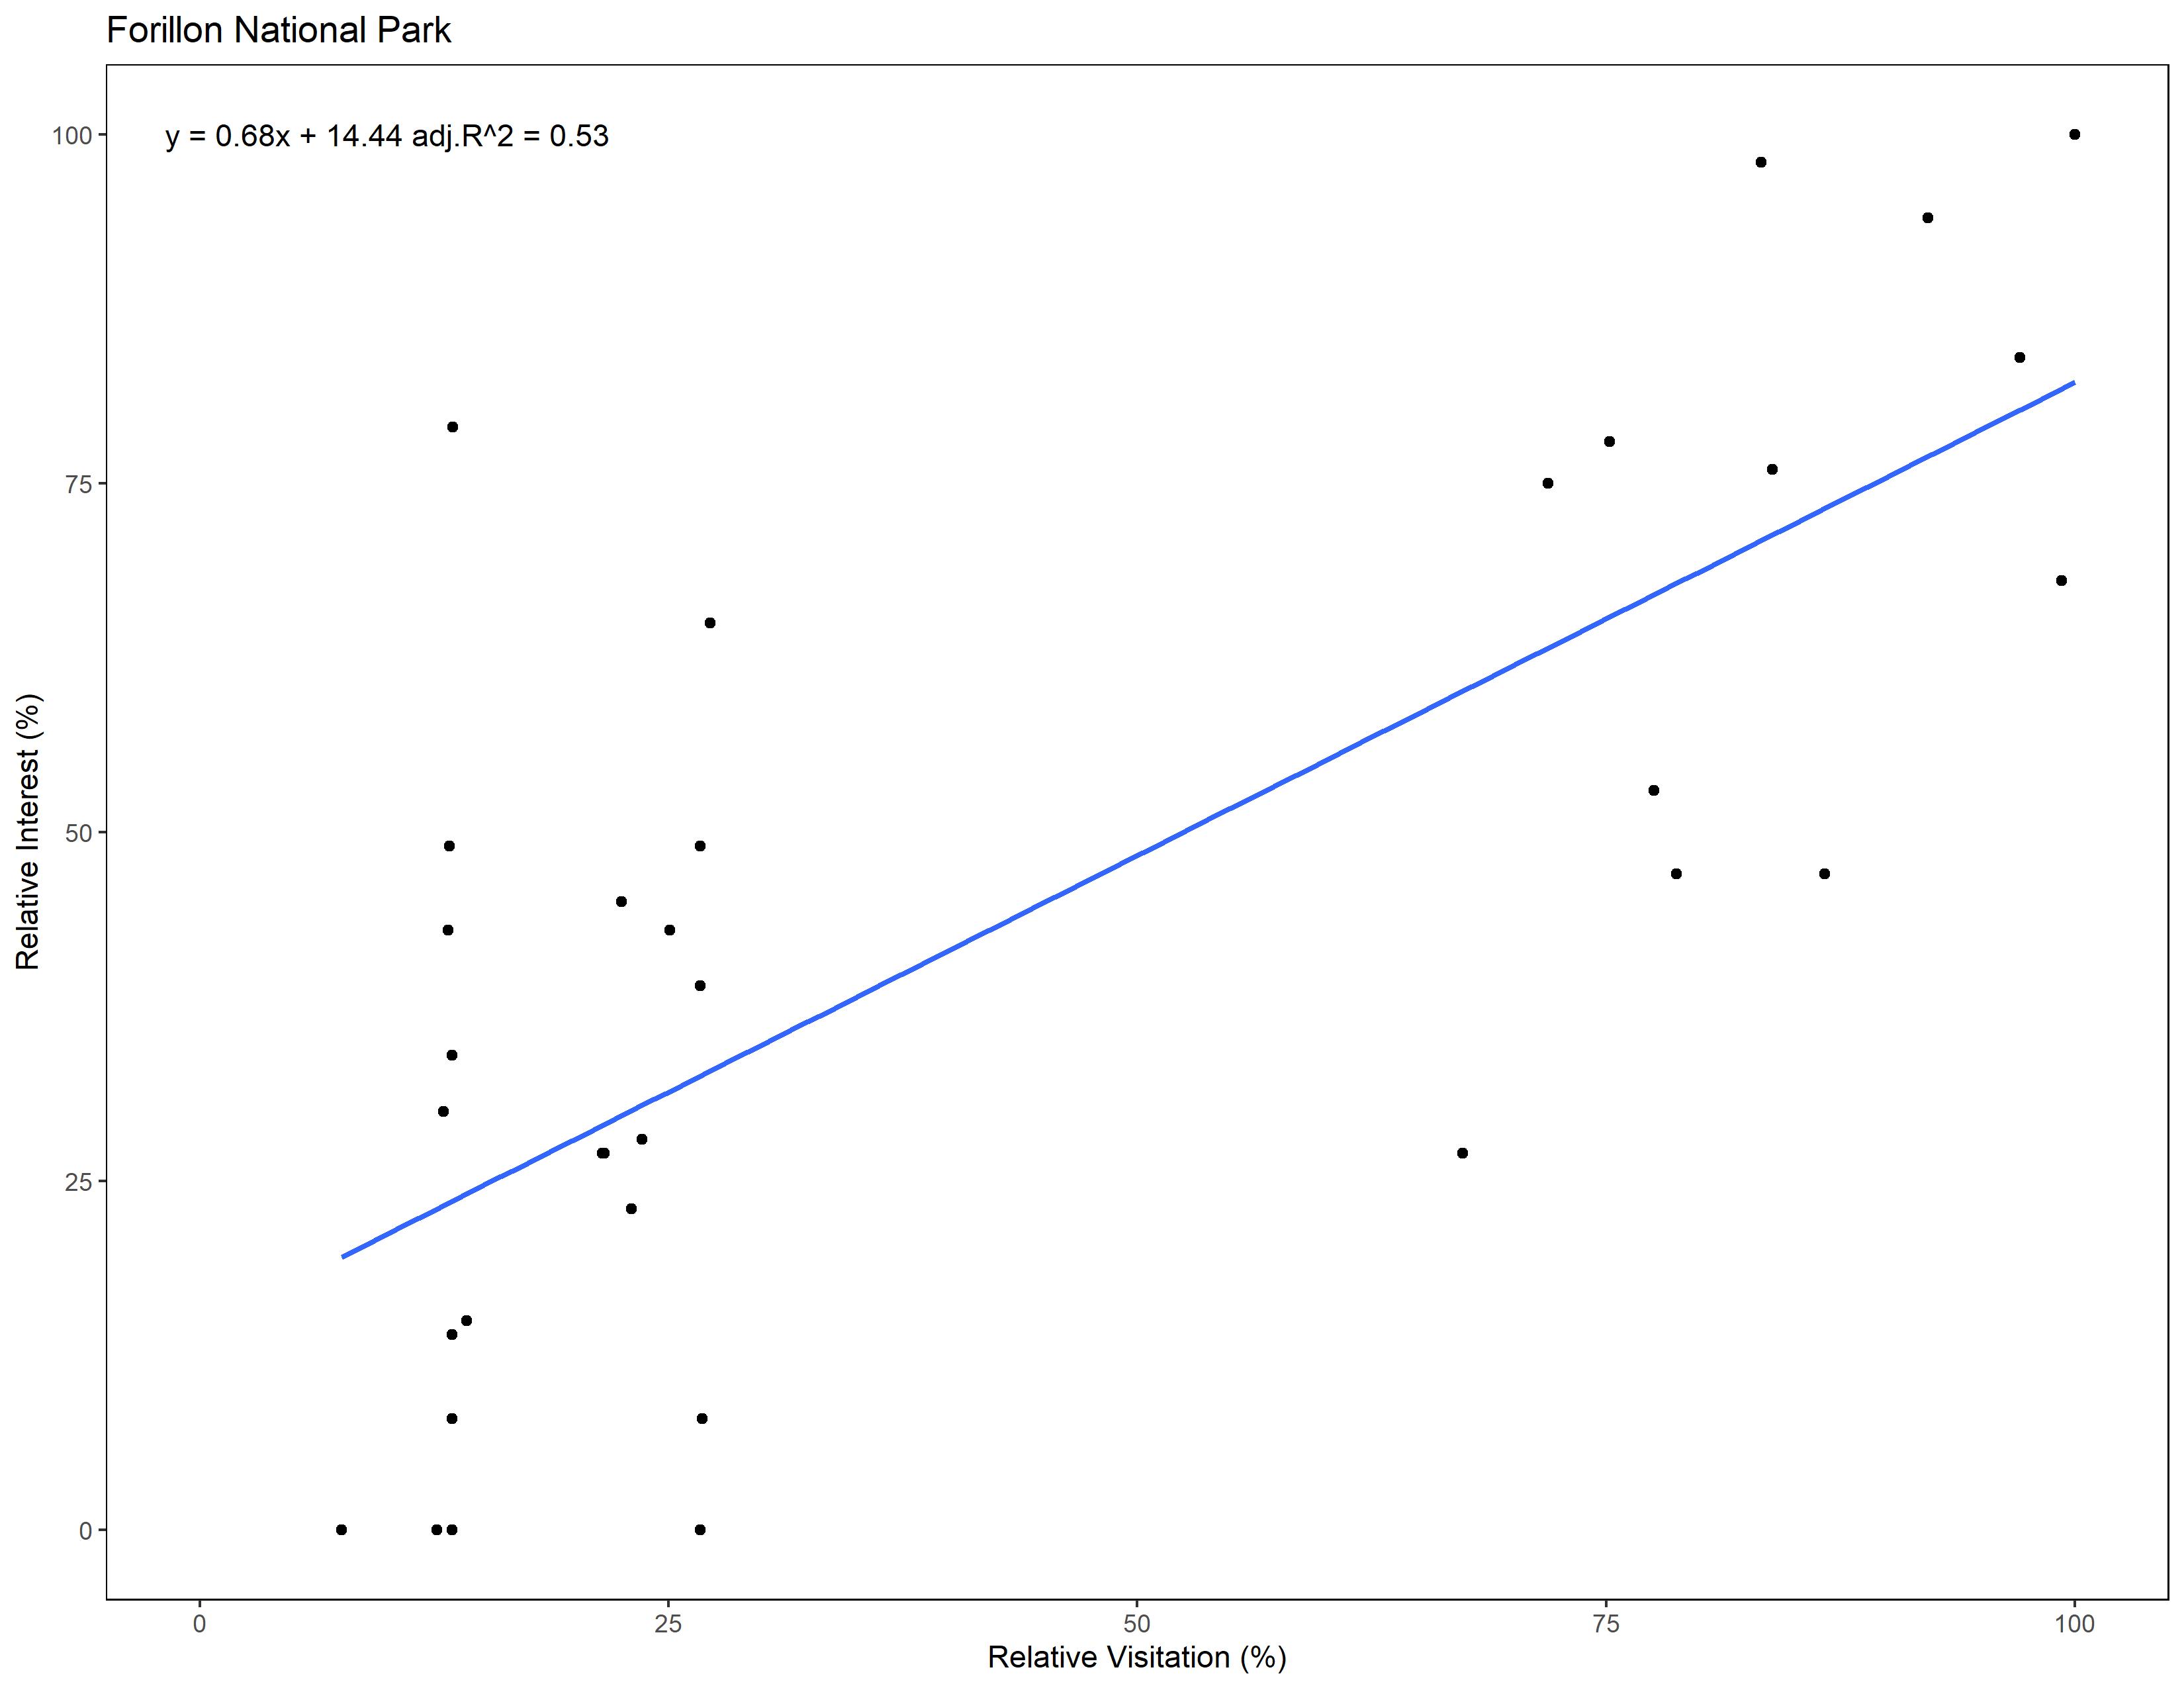 Forillon National Park
y = 0.68x + 14.44 adj.R^2 = 0.53
100
75
50
25
0
Relative Interest (%)
0 25 50 75 100
Relative Visitation (%)